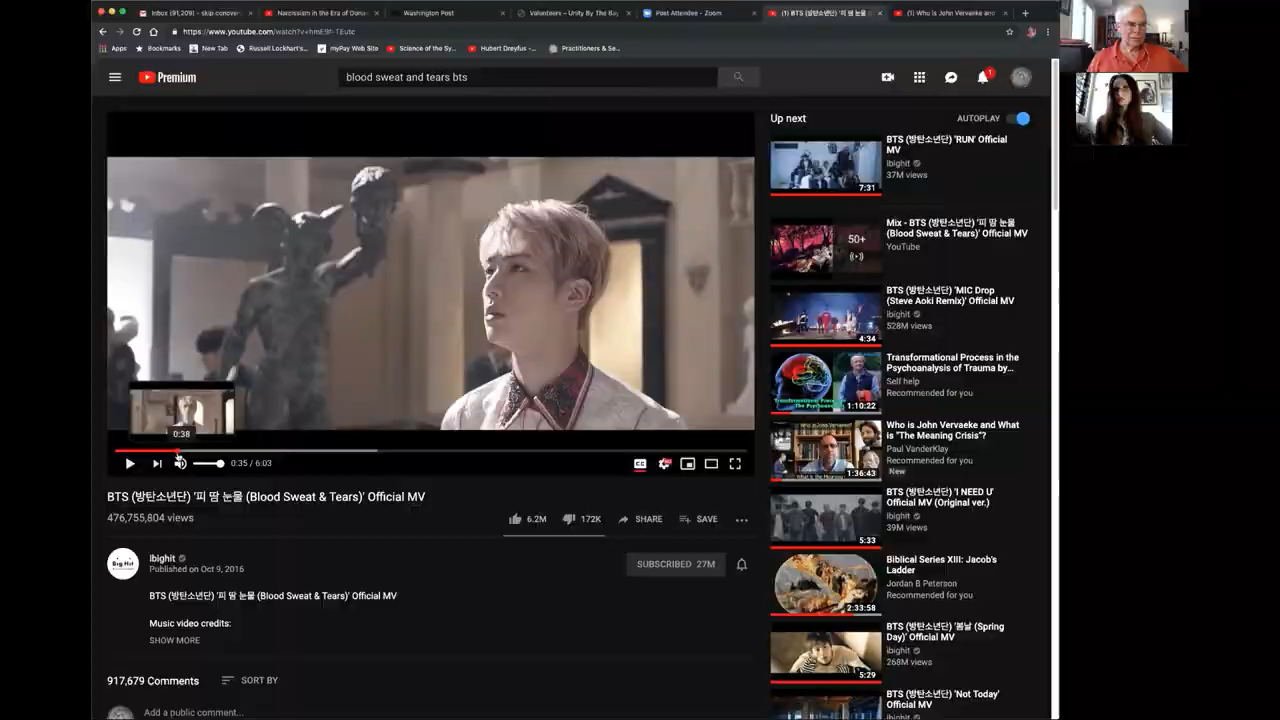 Inbox (91,209) - skip.conover
Narcissism in the Era of Dona
Washington Post
Volunteers – Unity By The Bay
Post Attendee - Zoom
(1) BTS (방탄소년단) '피 땀 눈
(1) Who is John Vervaeke and
https://www.youtube.com/watch?v=hmE9f-TEutc
Apps
Bookmarks
New Tab
Russell Lockhart's...
myPay Web Site
Science of the Sy...
Hubert Dreyfus -...
Practitioners & Se...
Premium
blood sweat and tears bts
1
Up next
AUTOPLAY
BTS (방탄소년단) 'RUN' Official
MV
ibighit
37M views
7:31
Mix - BTS (방탄소년단) '피 땀 눈물
(Blood Sweat & Tears)' Official MV
YouTube
50+
BTS (방탄소년단) 'MIC Drop
(Steve Aoki Remix)' Official MV
ibighit
528M views
4:34
Transformational Process in the
Psychoanalysis of Trauma by...
Self help
Recommended for you
1:10:22
Who is John Vervaeke and What
is "The Meaning Crisis"?
Paul VanderKlay
Recommended for you
New
1:36:43
BTS (방탄소년단) 'I NEED U'
Official MV (Original ver.)
ibighit
39M views
5:33
Biblical Series XIII: Jacob's
Ladder
Jordan B Peterson
Recommended for you
2:33:58
BTS (방탄소년단) '봄날 (Spring
Day)' Official MV
ibighit
268M views
5:29
BTS (방탄소년단) 'Not Today'
Official MV
0:38
0:35 / 6:03
CC
BTS (방탄소년단) '피 땀 눈물 (Blood Sweat & Tears)' Official MV
476,755,804 views
6.2M
172K
SHARE
SAVE
Big Hit
ibighit
Published on Oct 9, 2016
SUBSCRIBED 27M
BTS (방탄소년단) '피 땀 눈물 (Blood Sweat & Tears)' Official MV
Music video credits:
SHOW MORE
917,679 Comments
SORT BY
Add a public comment...